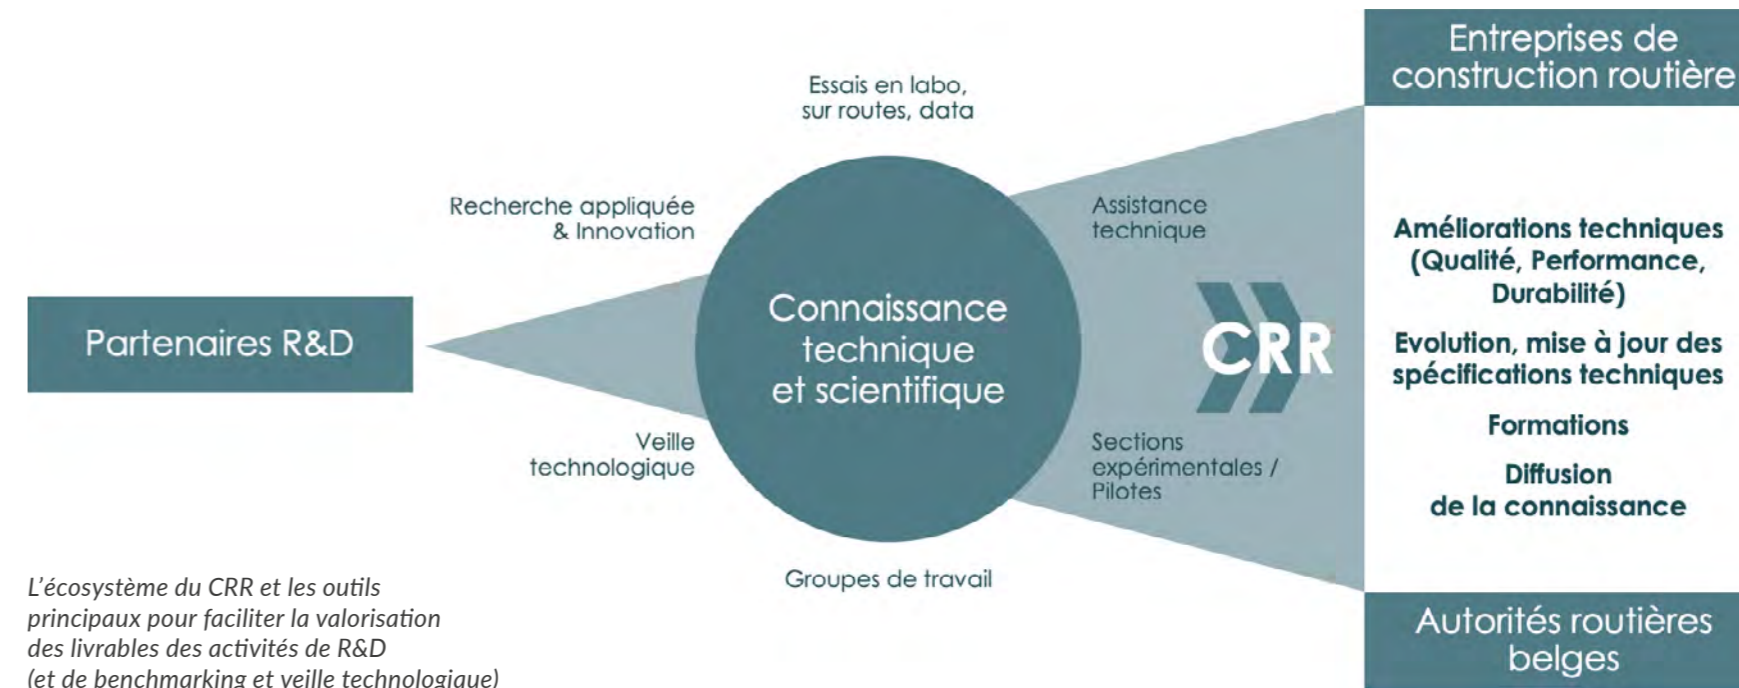 Entreprises de
construction routière
Essais en labo,
sur routes, data
Recherche appliquée
& Innovation
Assistance
technique
Améliorations techniques
(Qualité, Performance,
Durabilité)
Partenaires R&D
Connaissance
technique
et scientifique
CRR
Evolution, mise à jour des
spécifications techniques
Formations
Veille
technologique
Sections
expérimentales /
Pilotes
Diffusion
de la connaissance
Groupes de travail
L'écosystème du CRR et les outils
principaux pour faciliter la valorisation
des livrables des activités de R&D
(et de benchmarking et veille technologique)
Autorités routières
belges